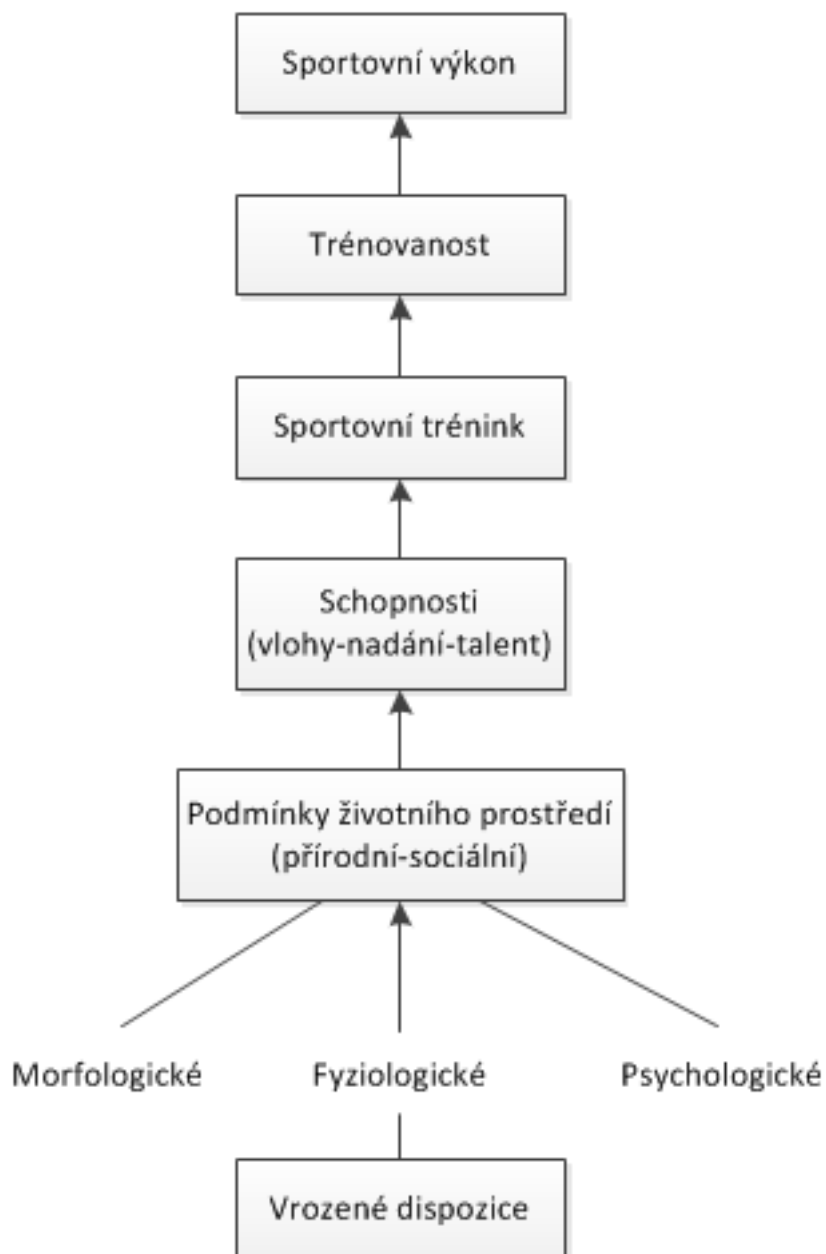 Sportovní výkon
Trénovanost
Sportovní trénink
Schopnosti
(vlohy-nadání-talent)
Podmínky životního prostředí
(přírodní-sociální)
Morfologické
Fyziologické
Psychologické
Vrozené dispozice